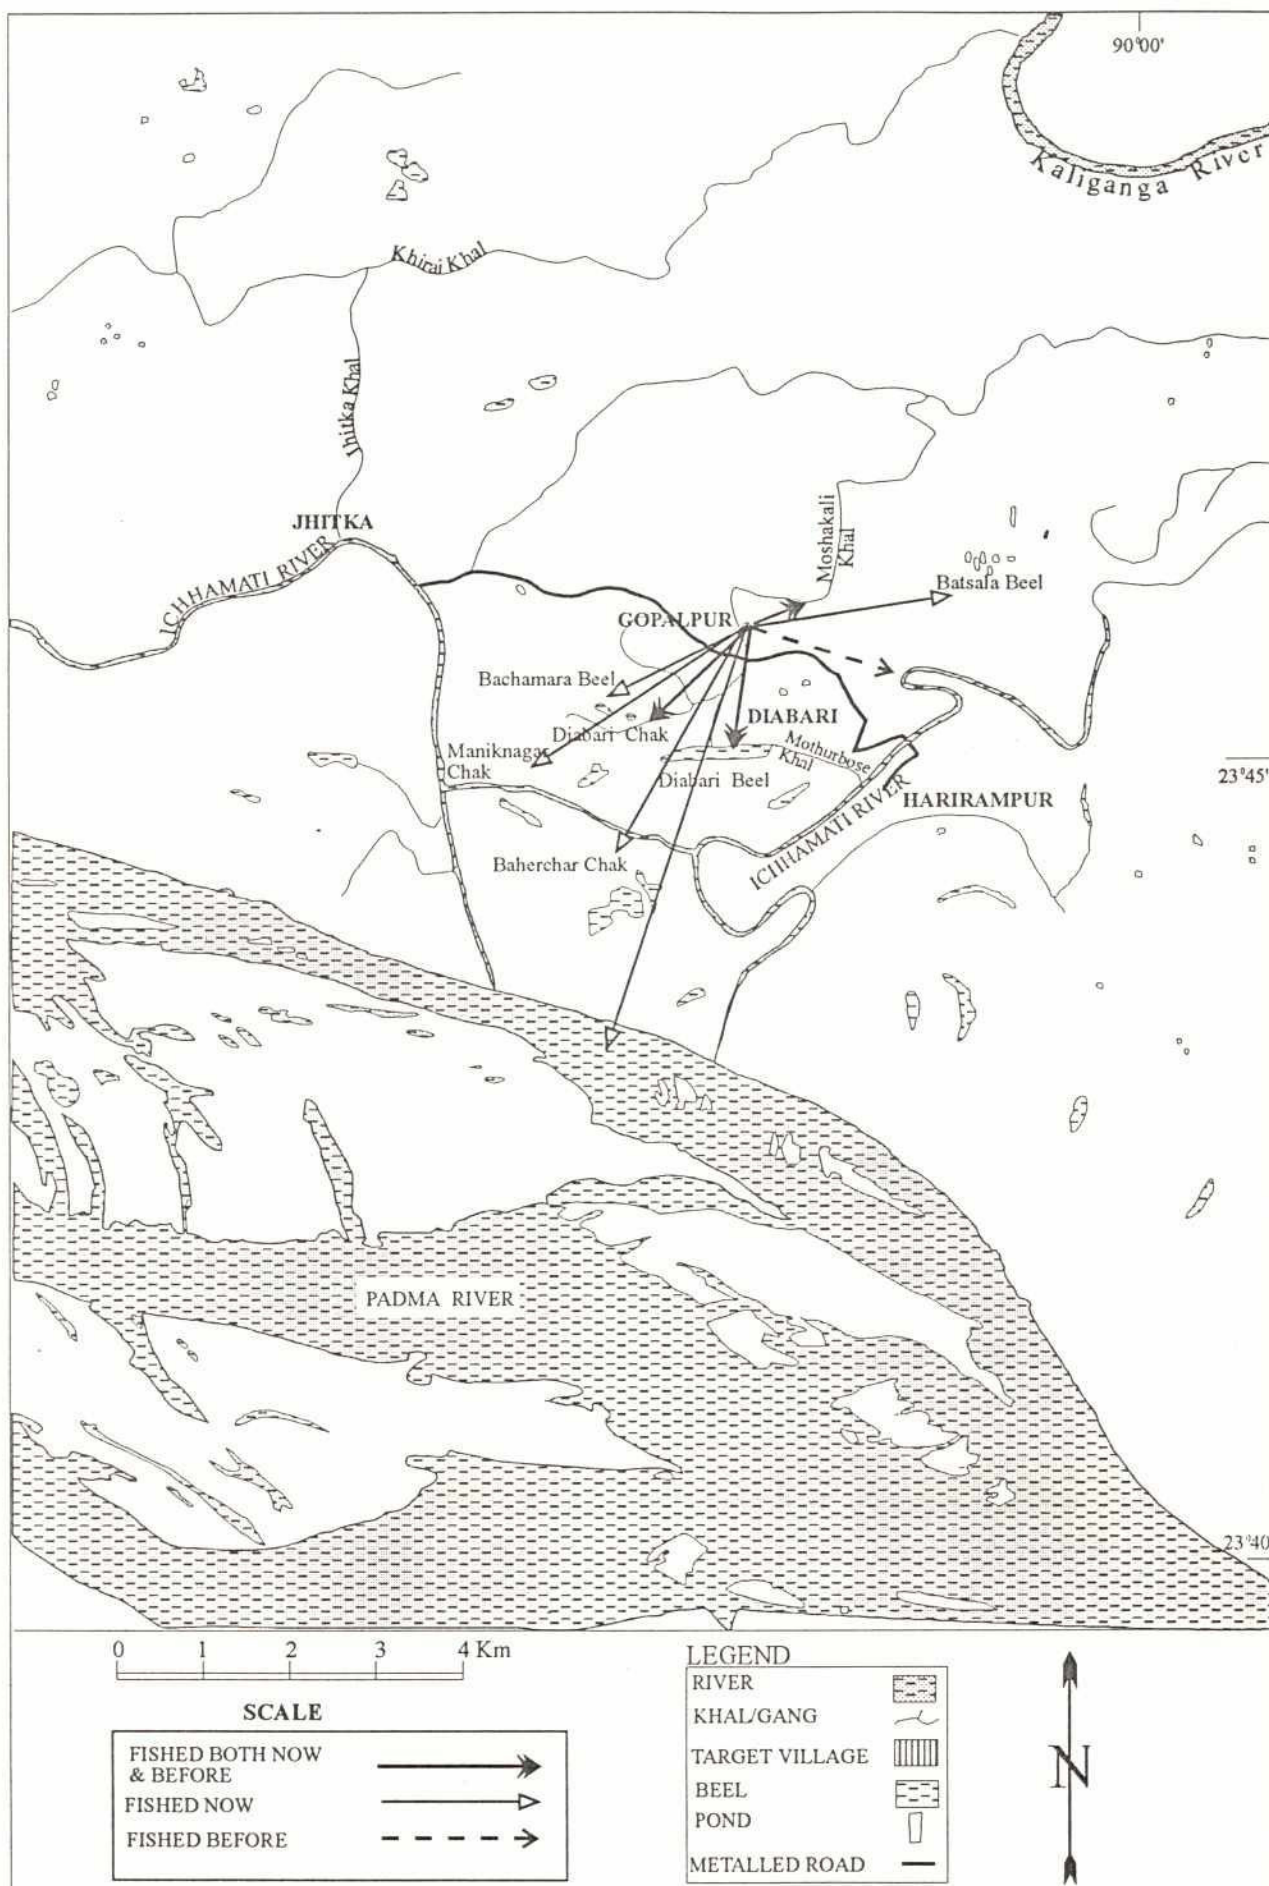 90°00'
Kaliganga River
Khirai Khal
Jhitka Khal
JHITKA
ICHHAMATI RIVER
Moshakali
Khal
Batsafa Beel
GOPALPUR
Bachamara Beel
DIABARI
Diabari Chak
Maniknagar
Chak
Mothurbose
Khal
Diabari Beel
23°45'
HARIRAMPUR
ICHHAMATI RIVER
Baherchar Chak
PADMA RIVER
23°40
0 1 2 3 4 Km
SCALE
FISHED BOTH NOW
& BEFORE
FISHED NOW
FISHED BEFORE
LEGEND
RIVER
KHAL/GANG
TARGET VILLAGE
BEEL
POND
METALLED ROAD
N